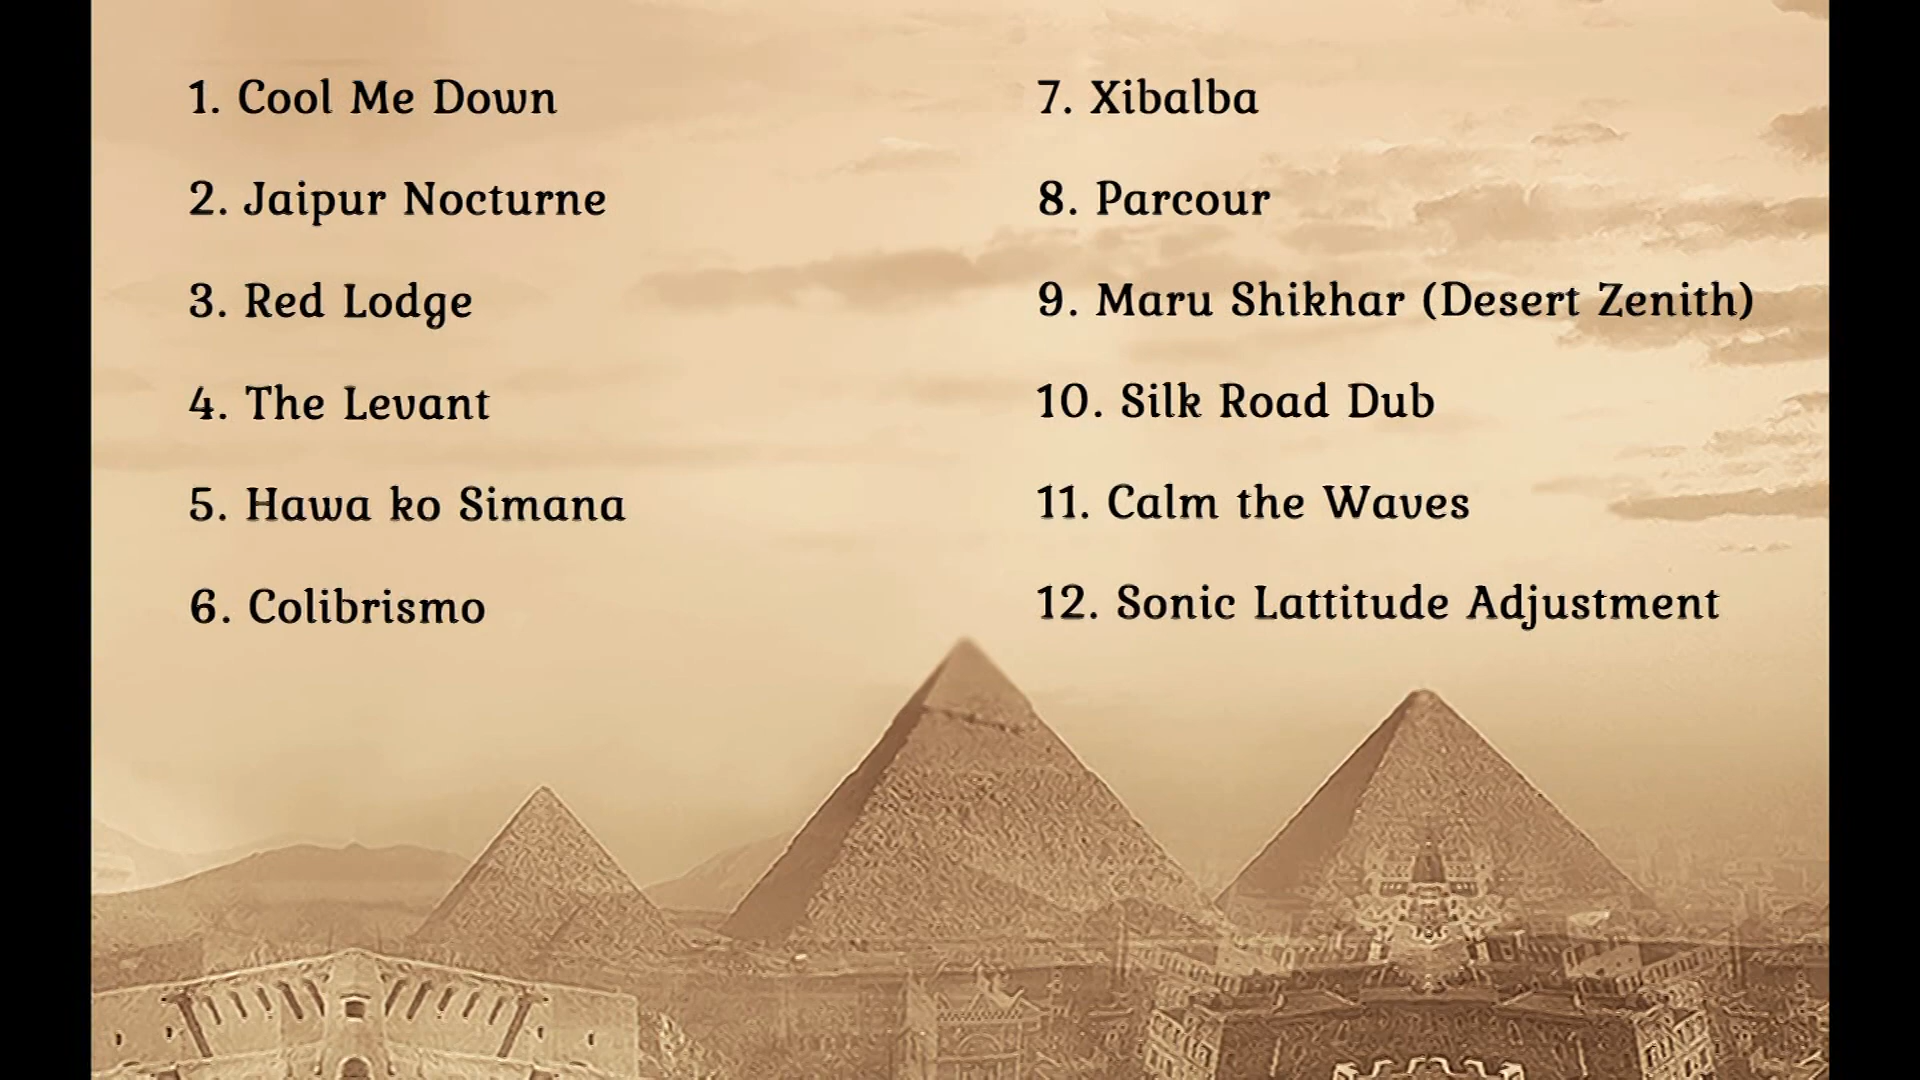 1. Cool Me Down
2. Jaipur Nocturne
3. Red Lodge
4. The Levant
5. Hawa ko Simana
6. Colibrismo
7. Xibalba
8. Parcour
9. Maru Shikhar (Desert Zenith)
10. Silk Road Dub
11. Calm the Waves
12. Sonic Lattitude Adjustment